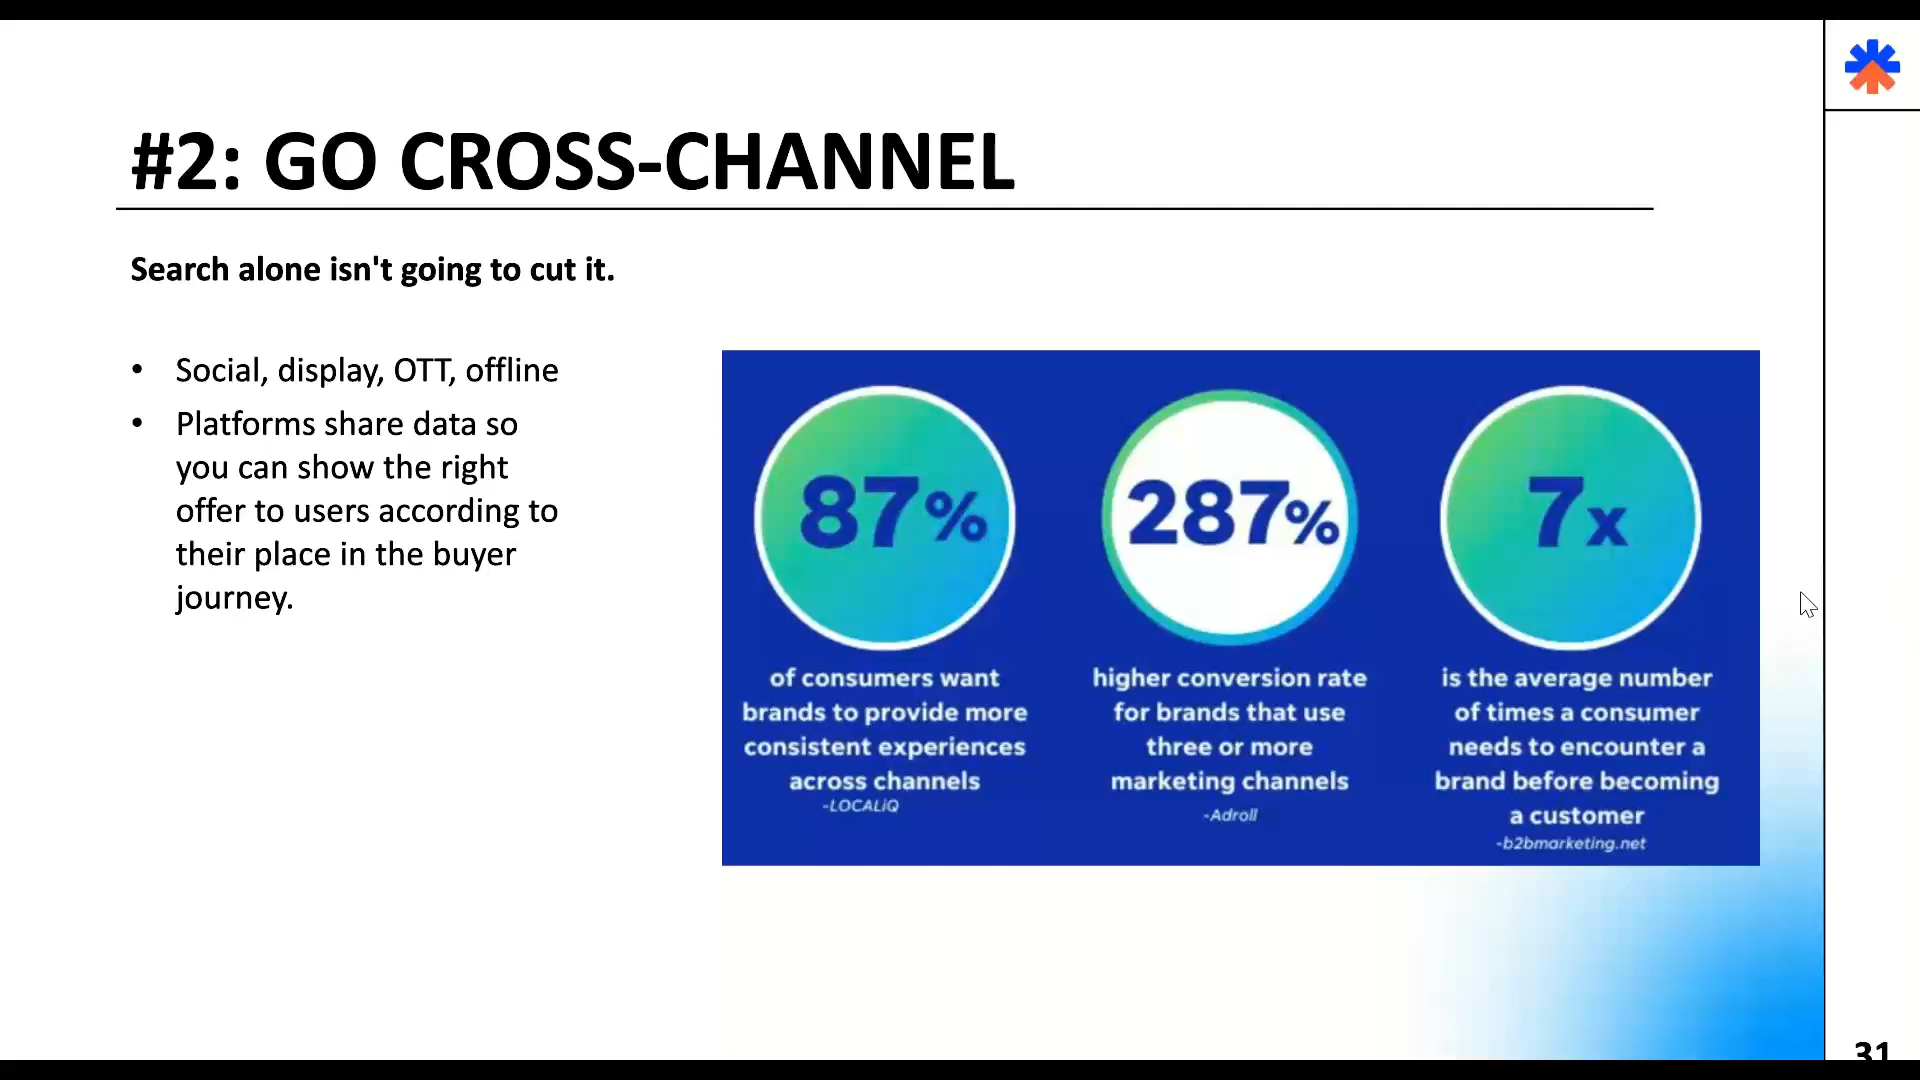 #2: GO CROSS-CHANNEL
Search alone isn't going to cut it.
• Social, display, OTT, offline
• Platforms share data so
you can show the right
offer to users according to
their place in the buyer
journey.
87%
of consumers want
brands to provide more
consistent experiences
across channels
-LOCALiQ
287%
higher conversion rate
for brands that use
three or more
marketing channels
-Adroll
7x
is the average number
of times a consumer
needs to encounter a
brand before becoming
a customer
-b2bmarketing.net
31